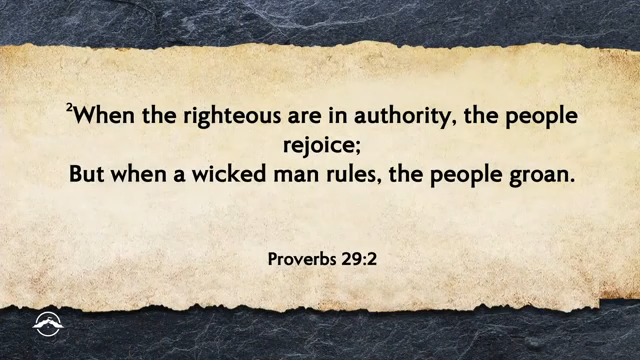 ²When the righteous are in authority, the people
rejoice;
But when a wicked man rules, the people groan.
Proverbs 29:2